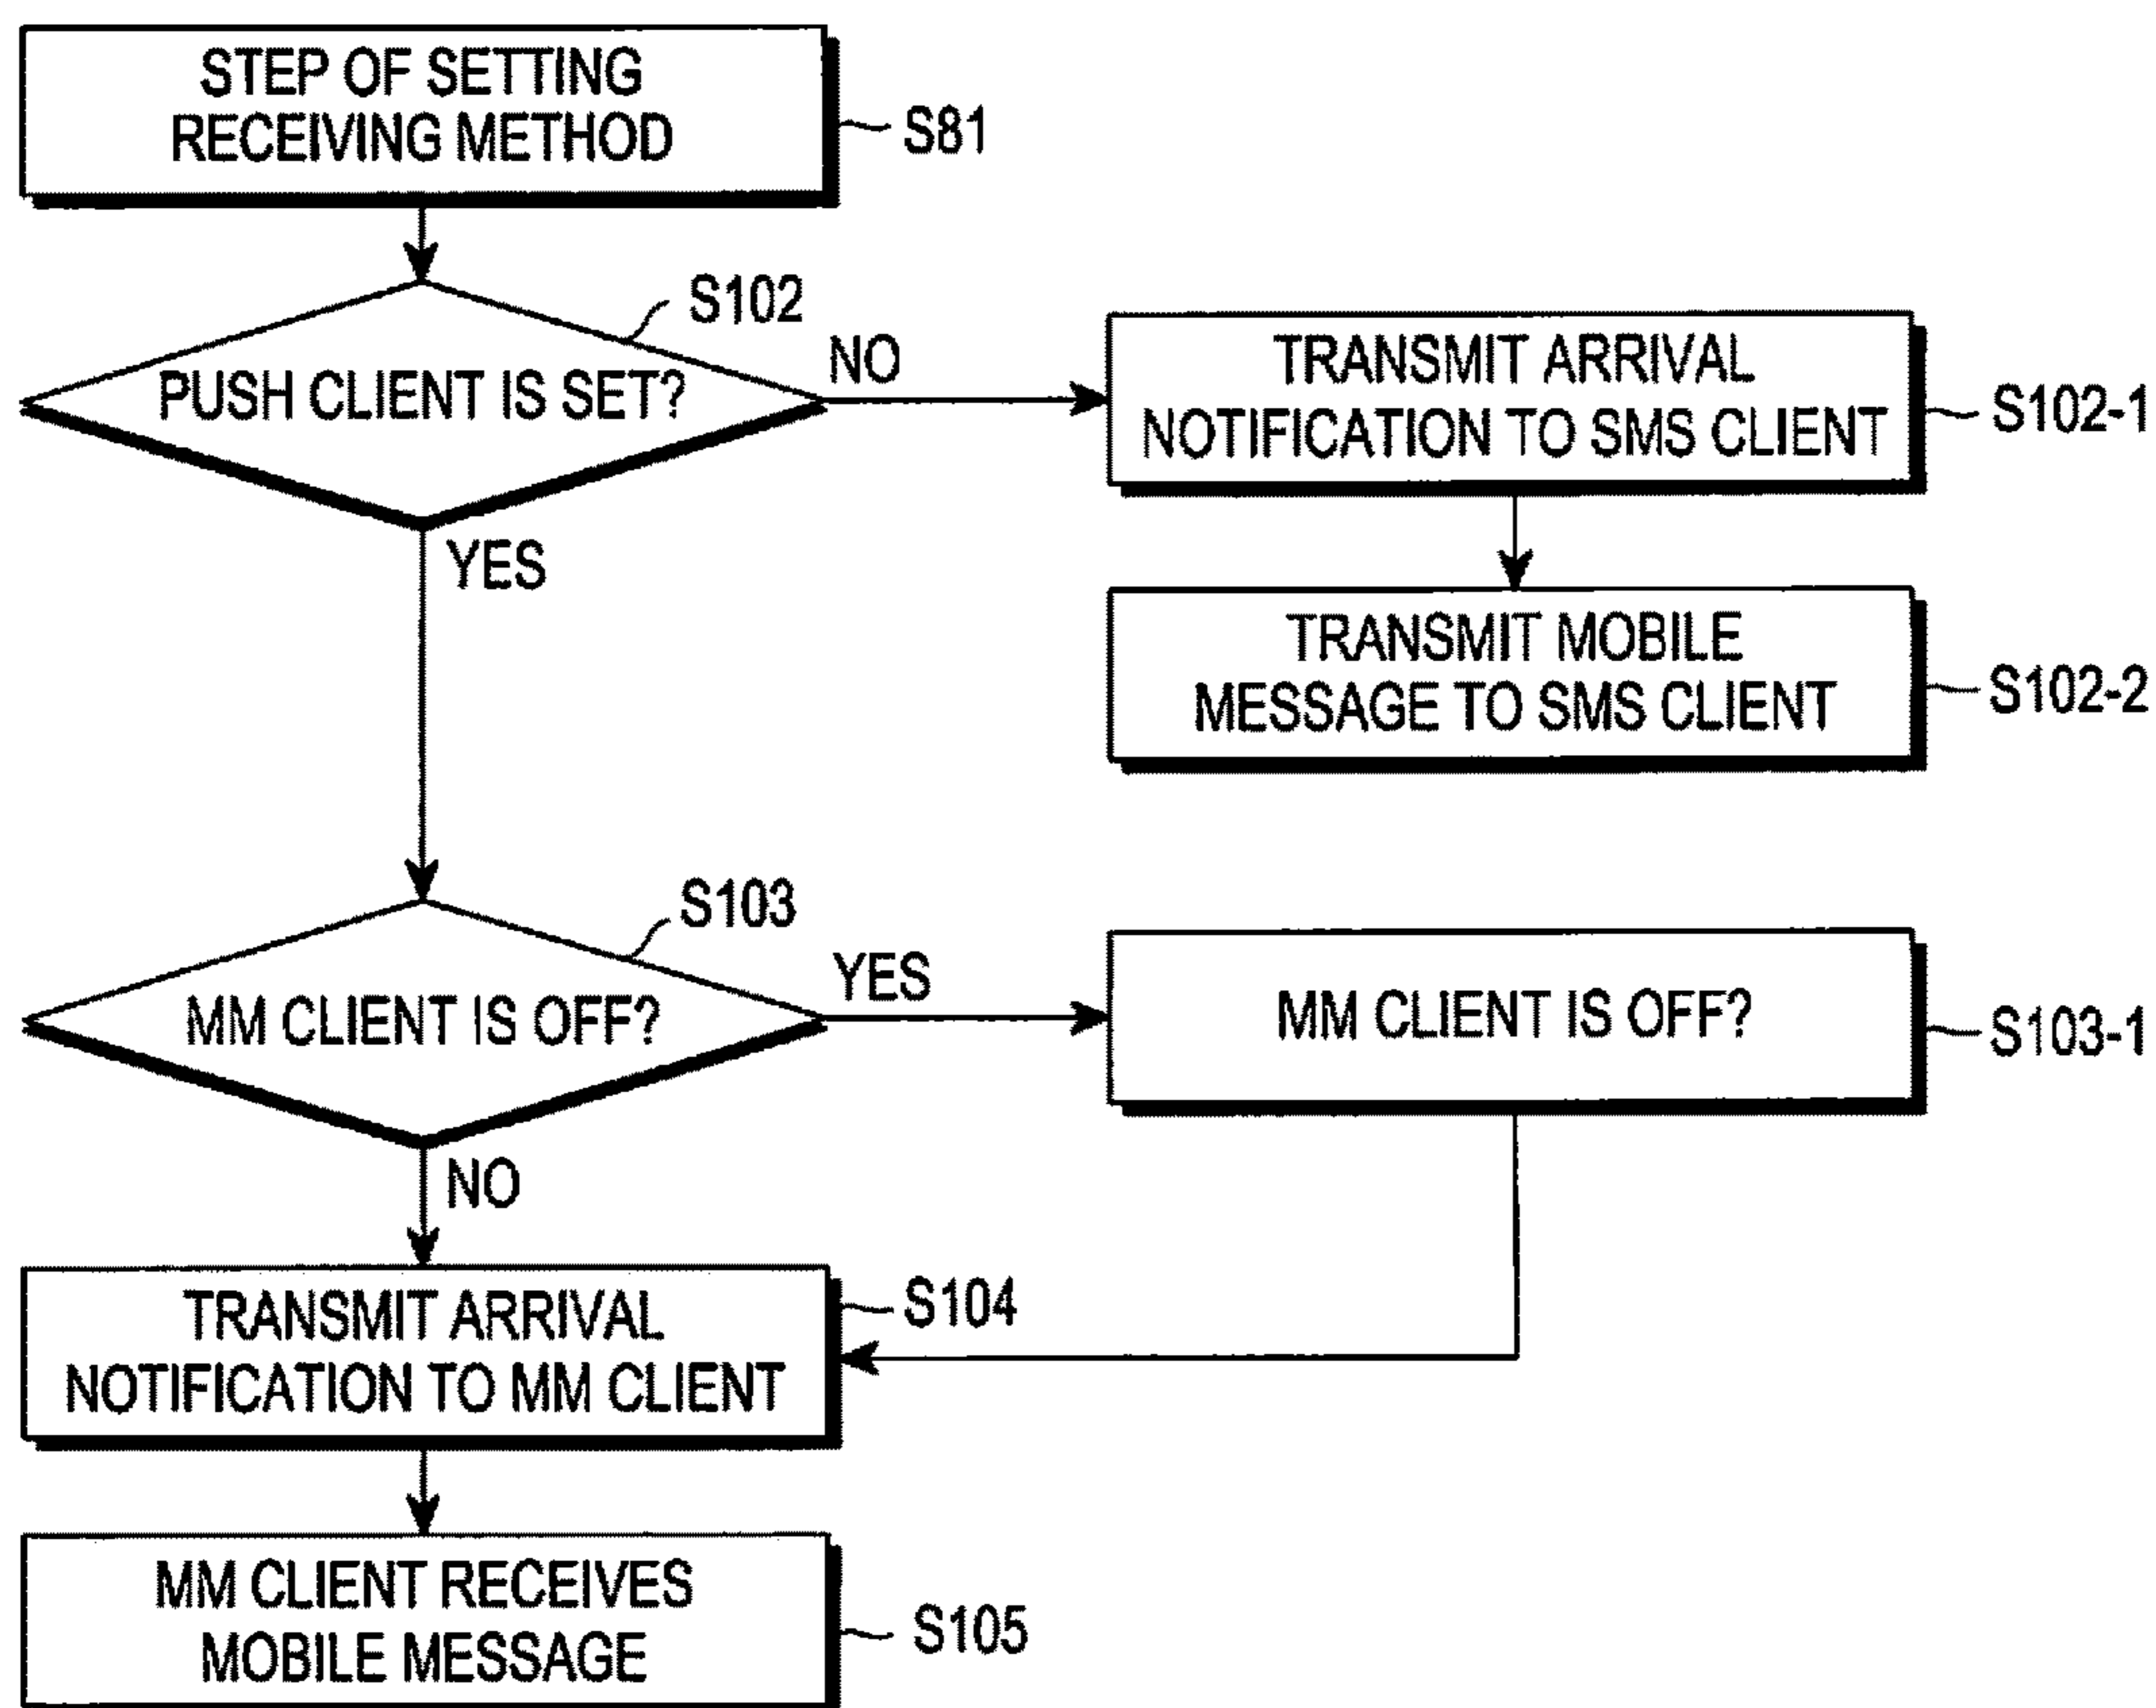 STEP OF SETTING
RECEIVING METHOD
S81
S102
PUSH CLIENT IS SET?
NO
YES
TRANSMIT ARRIVAL
NOTIFICATION TO SMS CLIENT
S102-1
TRANSMIT MOBILE
MESSAGE TO SMS CLIENT
S102-2
S103
MM CLIENT IS OFF?
YES
NO
MM CLIENT IS OFF?
S103-1
TRANSMIT ARRIVAL
NOTIFICATION TO MM CLIENT
S104
MM CLIENT RECEIVES
MOBILE MESSAGE
S105